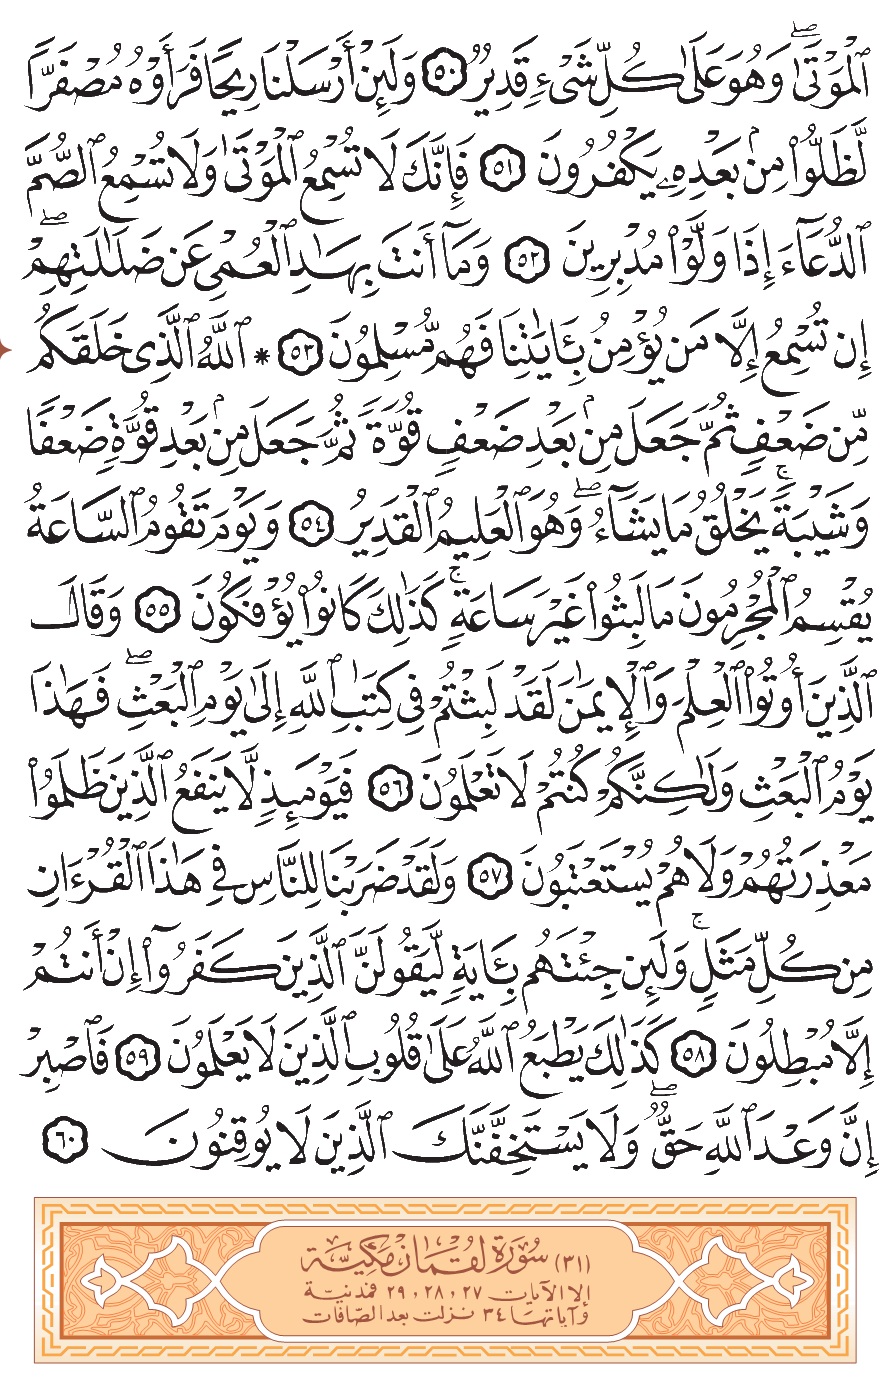 ٱلْمَوْتَىٰۖ وَهُوَ عَلَىٰ كُلِّ شَىْءٖ قَدِيرٞ ٥٠ وَلَئِنْ أَرْسَلْنَا رِيحٗا فَرَأَوْهُ مُصْفَرّٗا
لَّظَلُّوا۟ مِنۢ بَعْدِهِۦ يَكْفُرُونَ ٥١ فَإِنَّكَ لَا تُسْمِعُ ٱلْمَوْتَىٰ وَلَا تُسْمِعُ ٱلصُّمَّ
ٱلدُّعَآءَ إِذَا وَلَّوْا۟ مُدْبِرِينَ ٥٢ وَمَآ أَنتَ بِهَٰدِ ٱلْعُمْىِ عَن ضَلَٰلَتِهِمْۖ
إِن تُسْمِعُ إِلَّا مَن يُؤْمِنُ بِـَٔايَٰتِنَا فَهُم مُّسْلِمُونَ ٥٣ * ٱللَّهُ ٱلَّذِى خَلَقَكُم
مِّن ضَعْفٖ ثُمَّ جَعَلَ مِنۢ بَعْدِ ضَعْفٖ قُوَّةٗ ثُمَّ جَعَلَ مِنۢ بَعْدِ قُوَّةٖ ضَعْفٗا
وَشَيْبَةٗۚ يَخْلُقُ مَا يَشَآءُۖ وَهُوَ ٱلْعَلِيمُ ٱلْقَدِيرُ ٥٤ وَيَوْمَ تَقُومُ ٱلسَّاعَةُ
يُقْسِمُ ٱلْمُجْرِمُونَ مَا لَبِثُوا۟ غَيْرَ سَاعَةٖۚ كَذَٰلِكَ كَانُوا۟ يُؤْفَكُونَ ٥٥ وَقَالَ
ٱلَّذِينَ أُوتُوا۟ ٱلْعِلْمَ وَٱلْإِيمَٰنَ لَقَدْ لَبِثْتُمْ فِى كِتَٰبِ ٱللَّهِ إِلَىٰ يَوْمِ ٱلْبَعْثِۖ فَهَٰذَا
يَوْمُ ٱلْبَعْثِ وَلَٰكِنَّكُمْ كُنتُمْ لَا تَعْلَمُونَ ٥٦ فَيَوْمَئِذٖ لَّا يَنفَعُ ٱلَّذِينَ ظَلَمُوا۟
مَعْذِرَتُهُمْ وَلَا هُمْ يُسْتَعْتَبُونَ ٥٧ وَلَقَدْ ضَرَبْنَا لِلنَّاسِ فِى هَٰذَا ٱلْقُرْءَانِ
مِن كُلِّ مَثَلٖۚ وَلَئِن جِئْتَهُم بِـَٔايَةٖ لَّيَقُولَنَّ ٱلَّذِينَ كَفَرُوٓا۟ إِنْ أَنتُمْ
إِلَّا مُبْطِلُونَ ٥٨ كَذَٰلِكَ يَطْبَعُ ٱللَّهُ عَلَىٰ قُلُوبِ ٱلَّذِينَ لَا يَعْلَمُونَ ٥٩ فَٱصْبِرْ
إِنَّ وَعْدَ ٱللَّهِ حَقّٞۖ وَلَا يَسْتَخِفَّنَّكَ ٱلَّذِينَ لَا يُوقِنُونَ ٦٠
(٣١) سُورَة لُقْمَان مَكِيَّة
إلا الآيات ٢٧، ٢٨، ٢٩ فمدنيّة
وآياتها ٣٤ نزلت بعد الصّافات